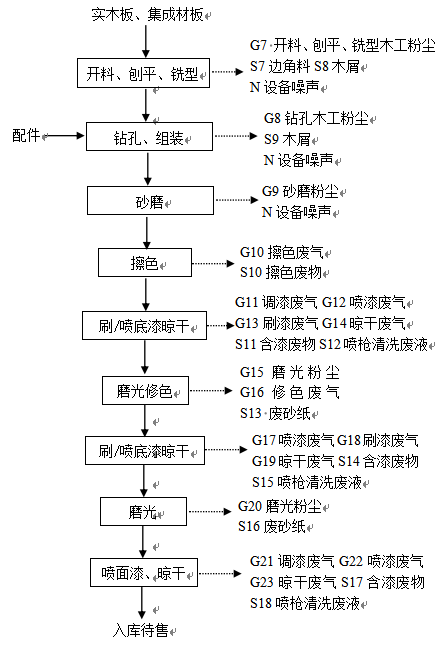 实木板、集成材板
开料、刨平、铣型
G7·开料、刨平、铣型木工粉尘
S7 边角料 S8 木屑
N 设备噪声
配件
钻孔、组装
G8 钻孔木工粉尘
S9 木屑
N 设备噪声
砂磨
G9 砂磨粉尘
N 设备噪声
擦色
G10 擦色废气
S10 擦色废物
刷/喷底漆晾干
G11 调漆废气 G12 喷漆废气
G13 刷漆废气 G14 晾干废气
S11 含漆废物 S12 喷枪清洗废液
磨光修色
G15 磨光粉尘
G16 修色废气
S13·废砂纸
刷/喷底漆晾干
G17 喷漆废气 G18 刷漆废气
G19 晾干废气 S14 含漆废物
S15 喷枪清洗废液
磨光
G20 磨光粉尘
S16 废砂纸
喷面漆、晾干
G21 调漆废气 G22 喷漆废气
G23 晾干废气 S17 含漆废物
S18 喷枪清洗废液
入库待售